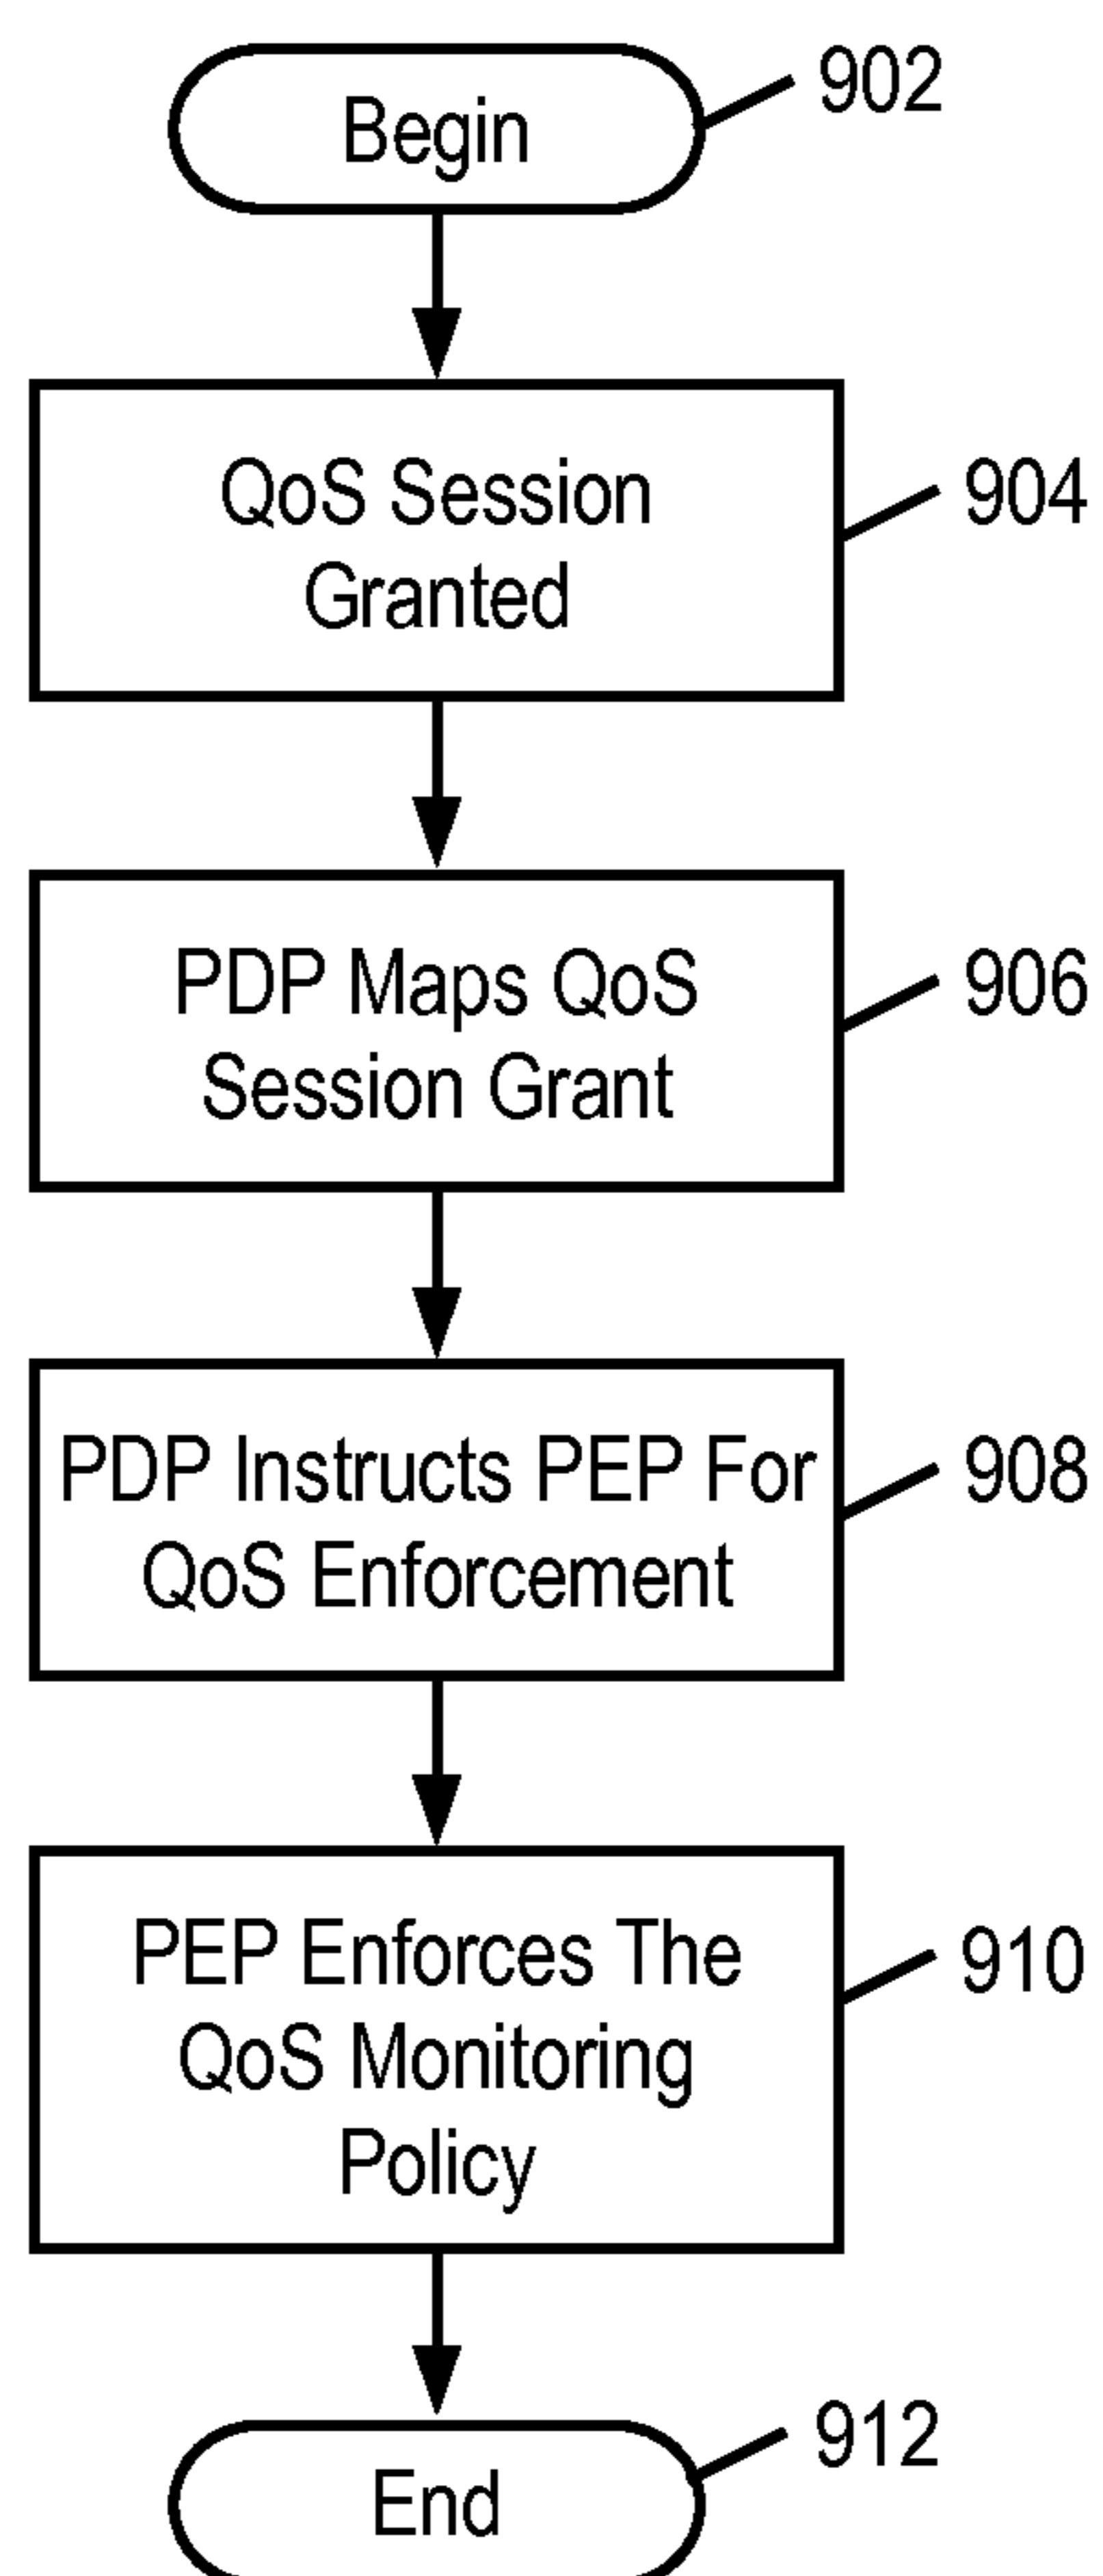 Begin
902
QoS Session
Granted
904
PDP Maps QoS
Session Grant
906
PDP Instructs PEP For
QoS Enforcement
908
PEP Enforces The
QoS Monitoring
Policy
910
End
912